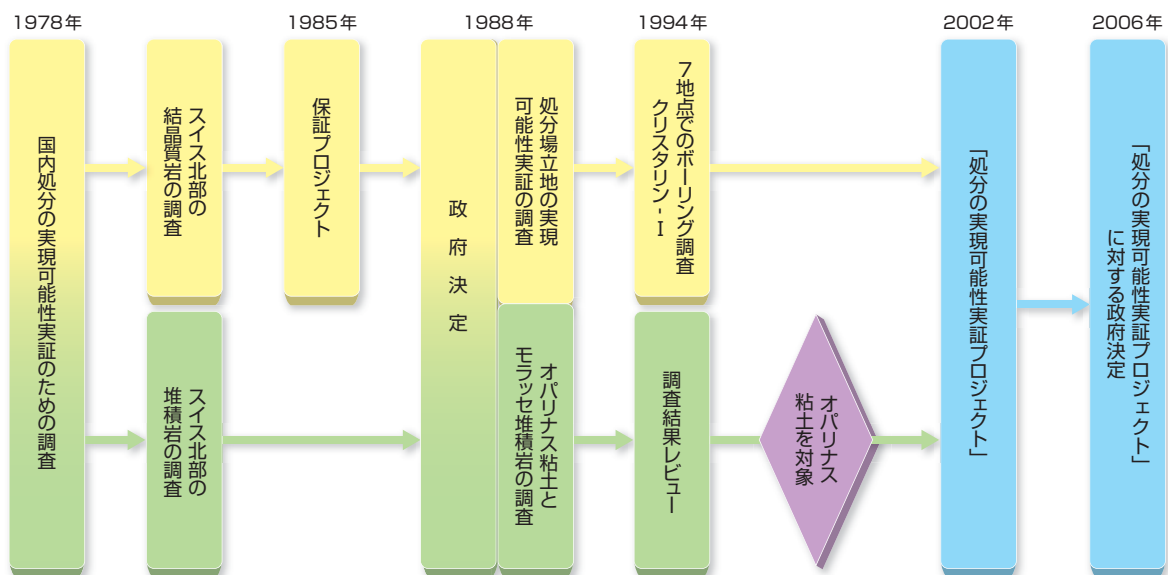 1978年
1985年
1988年
1994年
2002年
2006年
国内処分の実現可能性実証のための調査
スイス北部の
結晶質岩の調査
スイス北部の
堆積岩の調査
保証プロジェクト
政府決定
処分場立地の実現
可能性実証の調査
オパリナス粘土と
モラッセ堆積岩の調査
7地点でのボーリング調査
クリスタリン-I
調査結果レビュー
オパリナス
粘土を対象
「処分の実現可能性実証プロジェクト」
「処分の実現可能性実証プロジェクト」
に対する政府決定